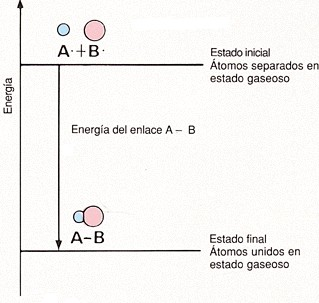 A· + B·
Estado inicial
Átomos separados en
estado gaseoso
Energía
Energía del enlace A – B
A–B
Estado final
Átomos unidos en
estado gaseoso